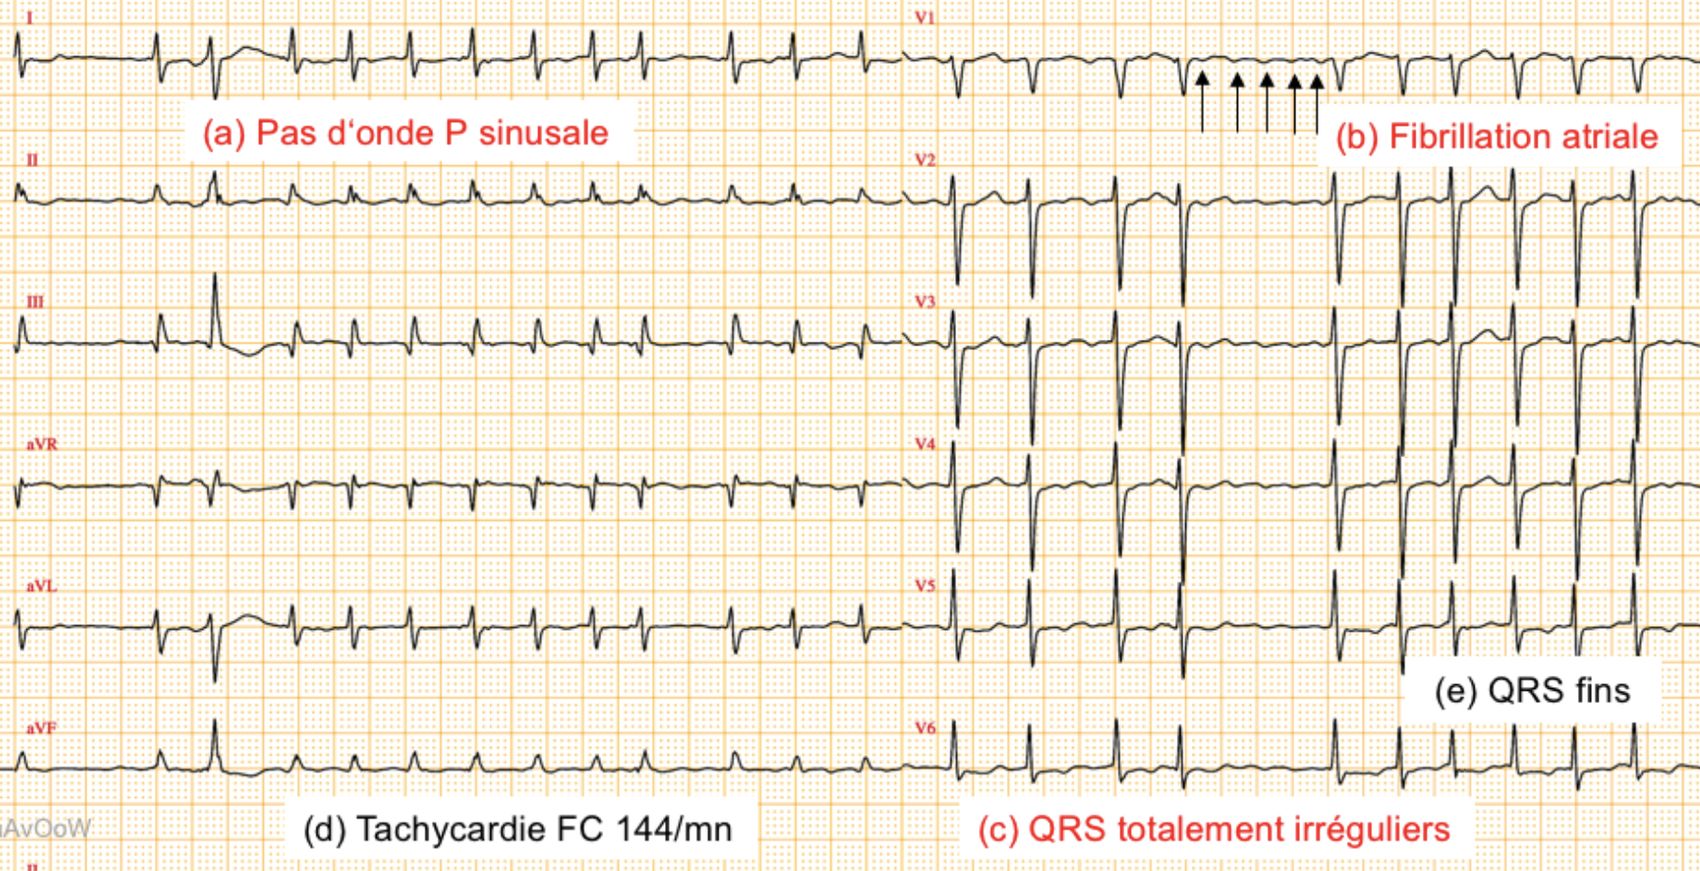 I
V1
(a) Pas d‘onde P sinusale
(b) Fibrillation atriale
II
V2
III
V3
aVR
V4
aVL
V5
(e) QRS fins
aVF
V6
(d) Tachycardie FC 144/mn
(c) QRS totalement irréguliers
AvOoW
II